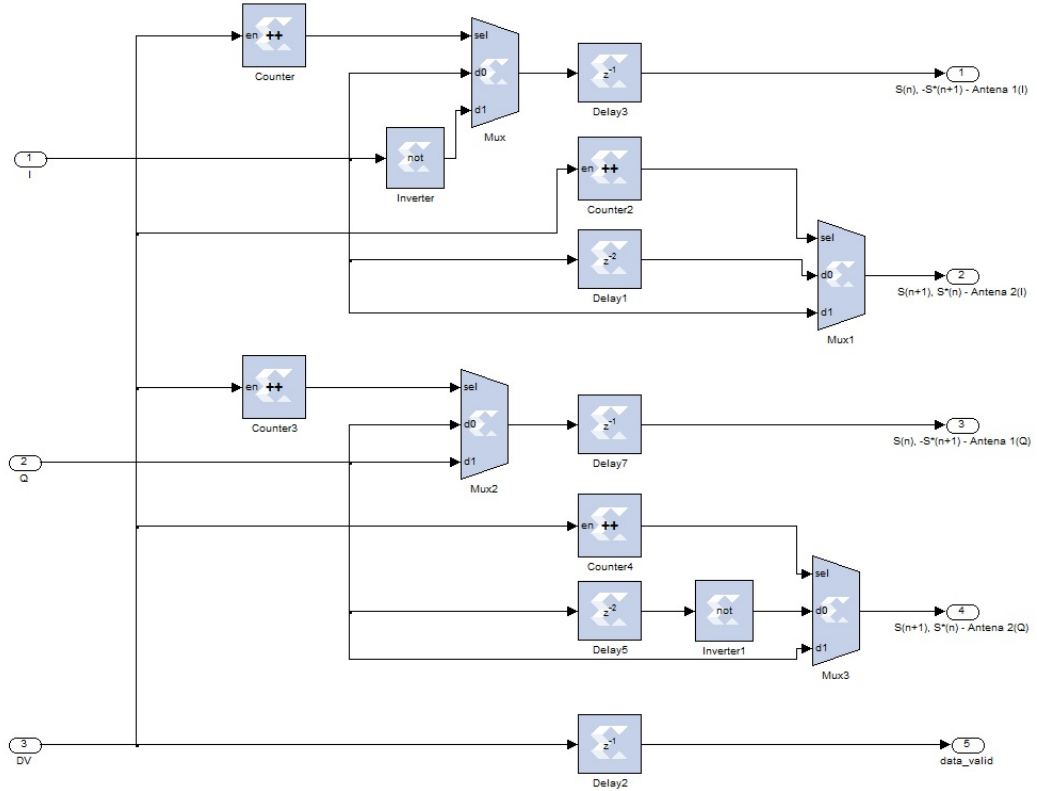 en ++
Counter
sel
d0
d1
Mux
z-1
Delay3
1
S(n), -S*(n+1) - Antena 1(I)
1
I
not
Inverter
en ++
Counter2
z-2
Delay1
sel
d0
d1
Mux1
2
S(n+1), S*(n) - Antena 2(I)
en ++
Counter3
sel
d0
d1
Mux2
z-1
Delay7
3
S(n), -S*(n+1) - Antena 1(Q)
2
Q
en ++
Counter4
z-2
Delay5
not
Inverter1
sel
d0
d1
Mux3
4
S(n+1), S*(n) - Antena 2(Q)
3
DV
z-1
Delay2
5
data_valid